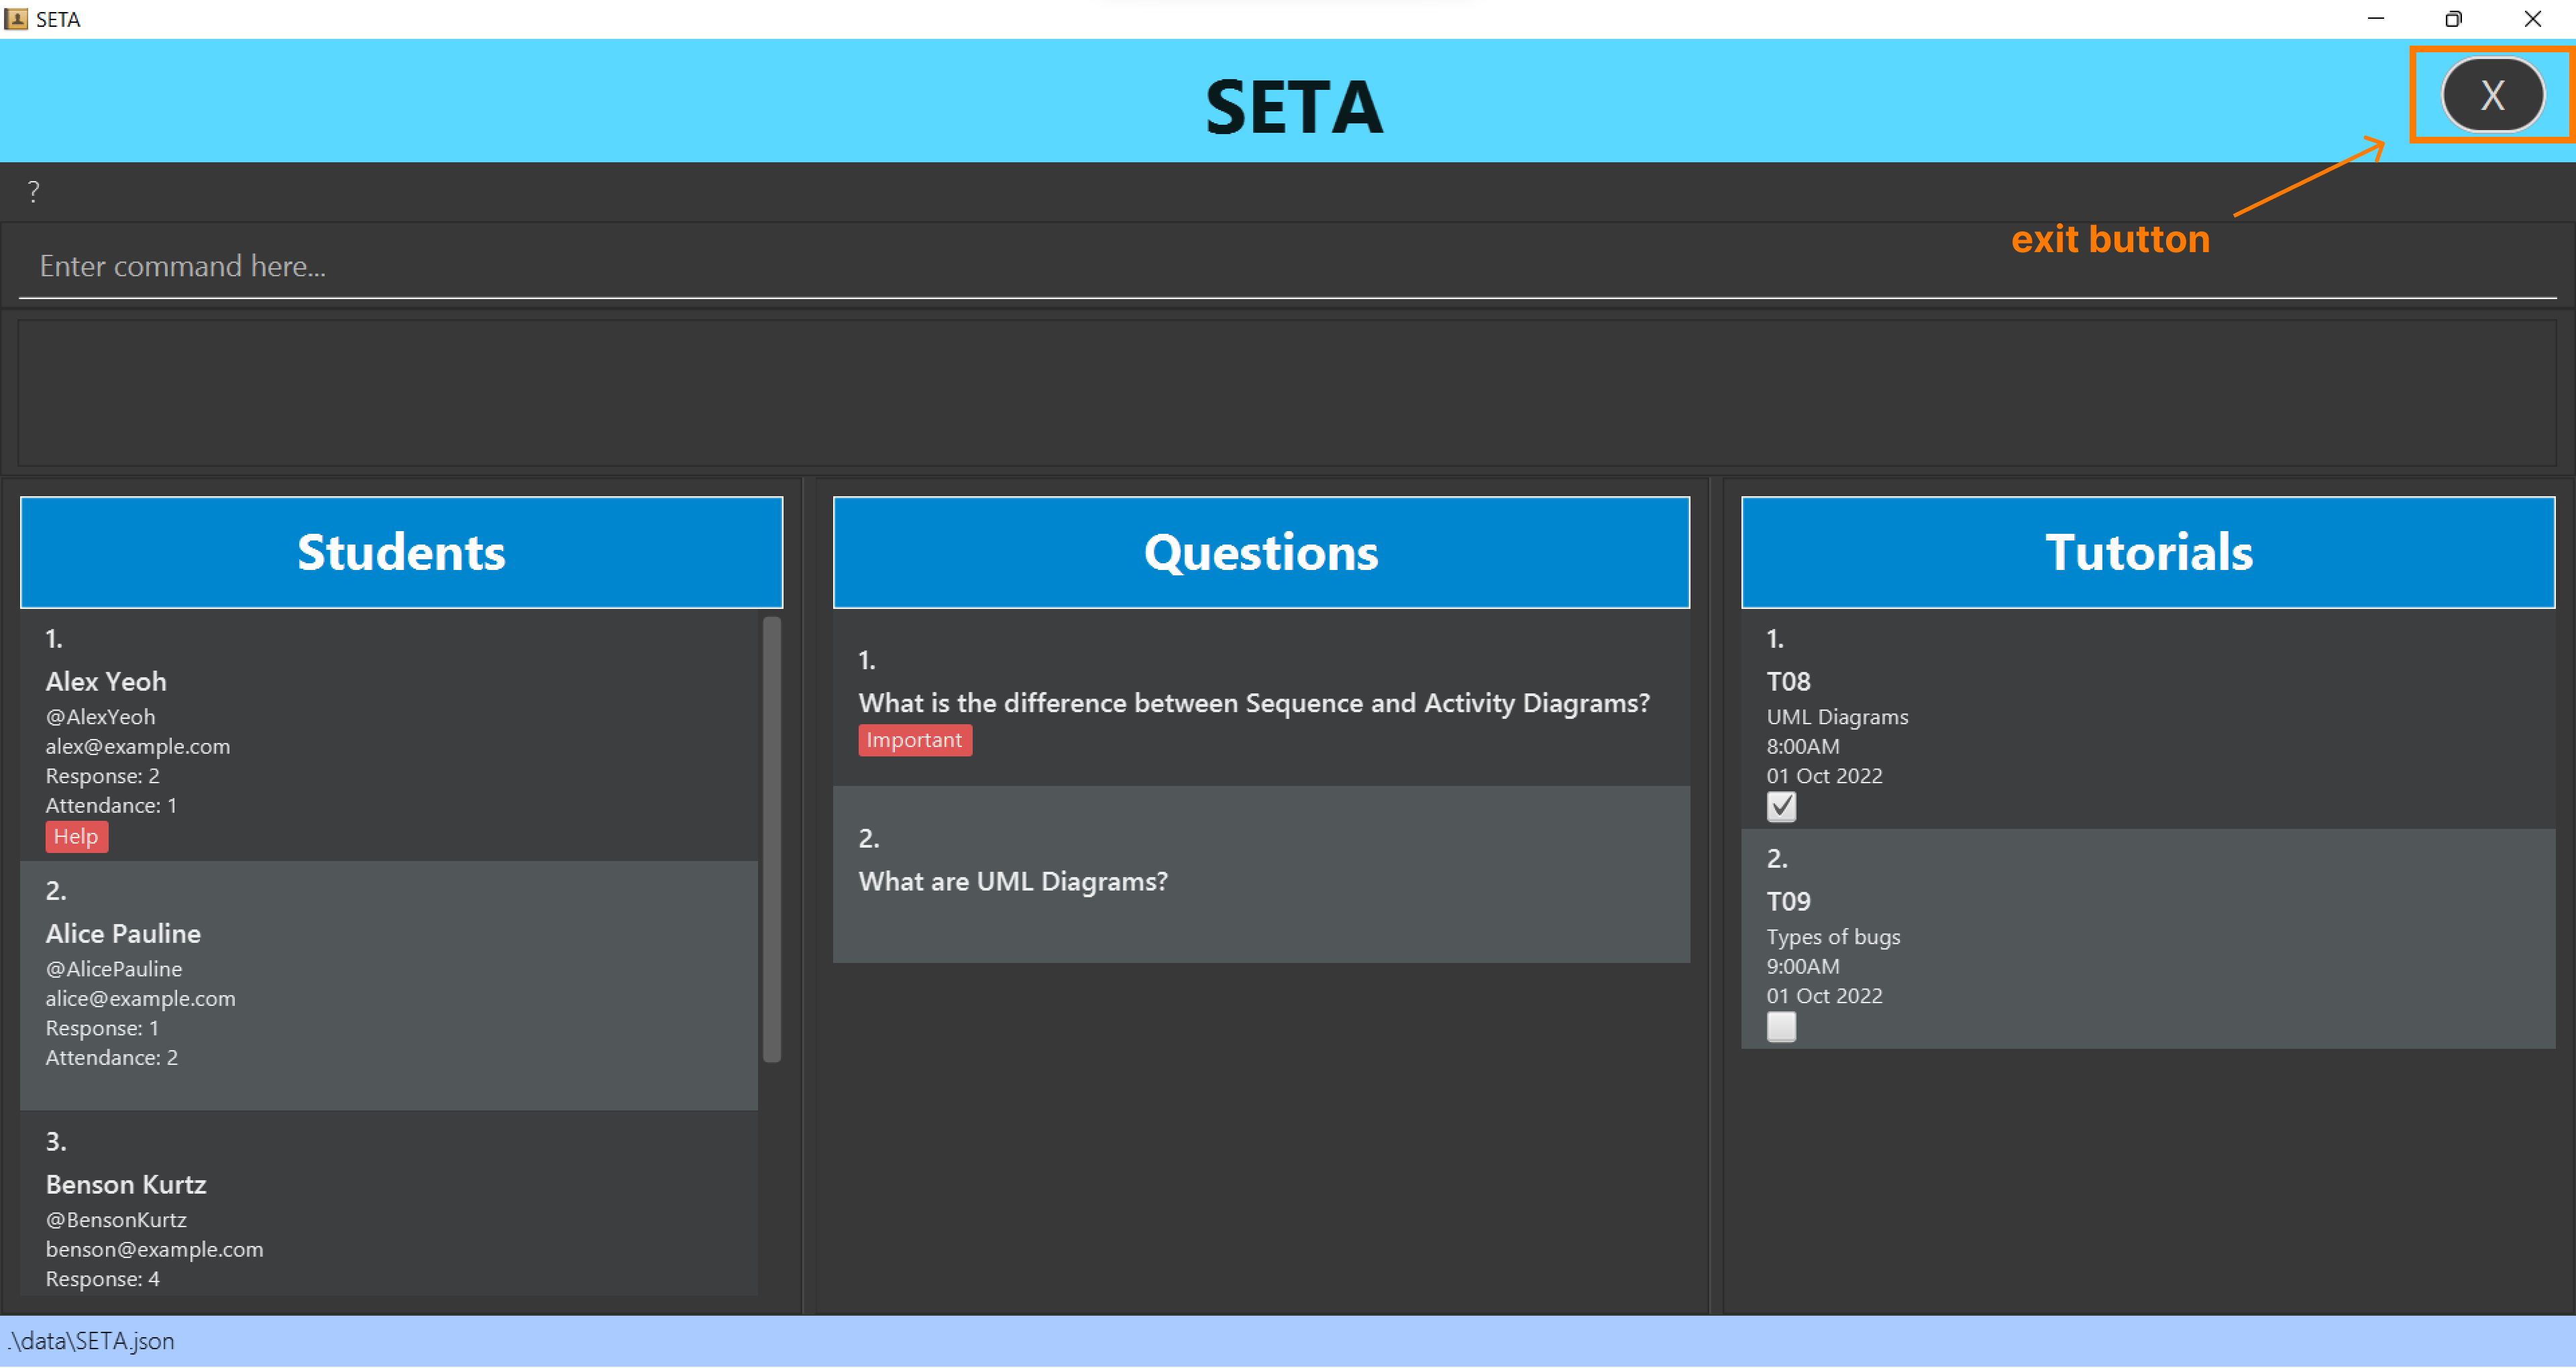 SETA
SETA
X
exit button
?
Enter command here...
Students
1.
Alex Yeoh
@AlexYeoh
alex@example.com
Response: 2
Attendance: 1
Help
2.
Alice Pauline
@AlicePauline
alice@example.com
Response: 1
Attendance: 2
3.
Benson Kurtz
@BensonKurtz
benson@example.com
Response: 4
Questions
1.
What is the difference between Sequence and Activity Diagrams?
Important
2.
What are UML Diagrams?
Tutorials
1.
T08
UML Diagrams
8:00AM
01 Oct 2022
2.
T09
Types of bugs
9:00AM
01 Oct 2022
.\data\SETA.json